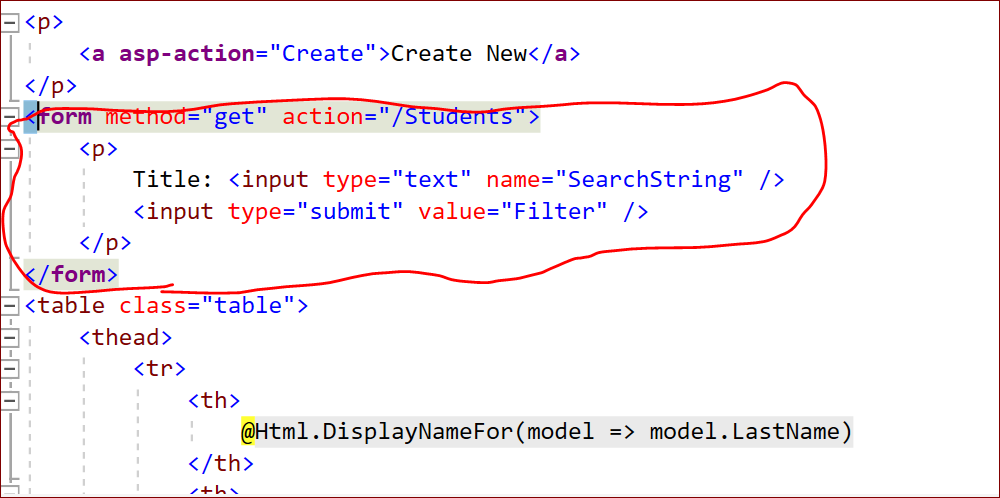 <p>
<a asp-action="Create">Create New</a>
</p>
<form method="get" action="/Students">
<p>
Title: <input type="text" name="SearchString" />
<input type="submit" value="Filter" />
</p>
</form>
<table class="table">
<thead>
<tr>
<th>
@Html.DisplayNameFor(model => model.LastName)
</th>